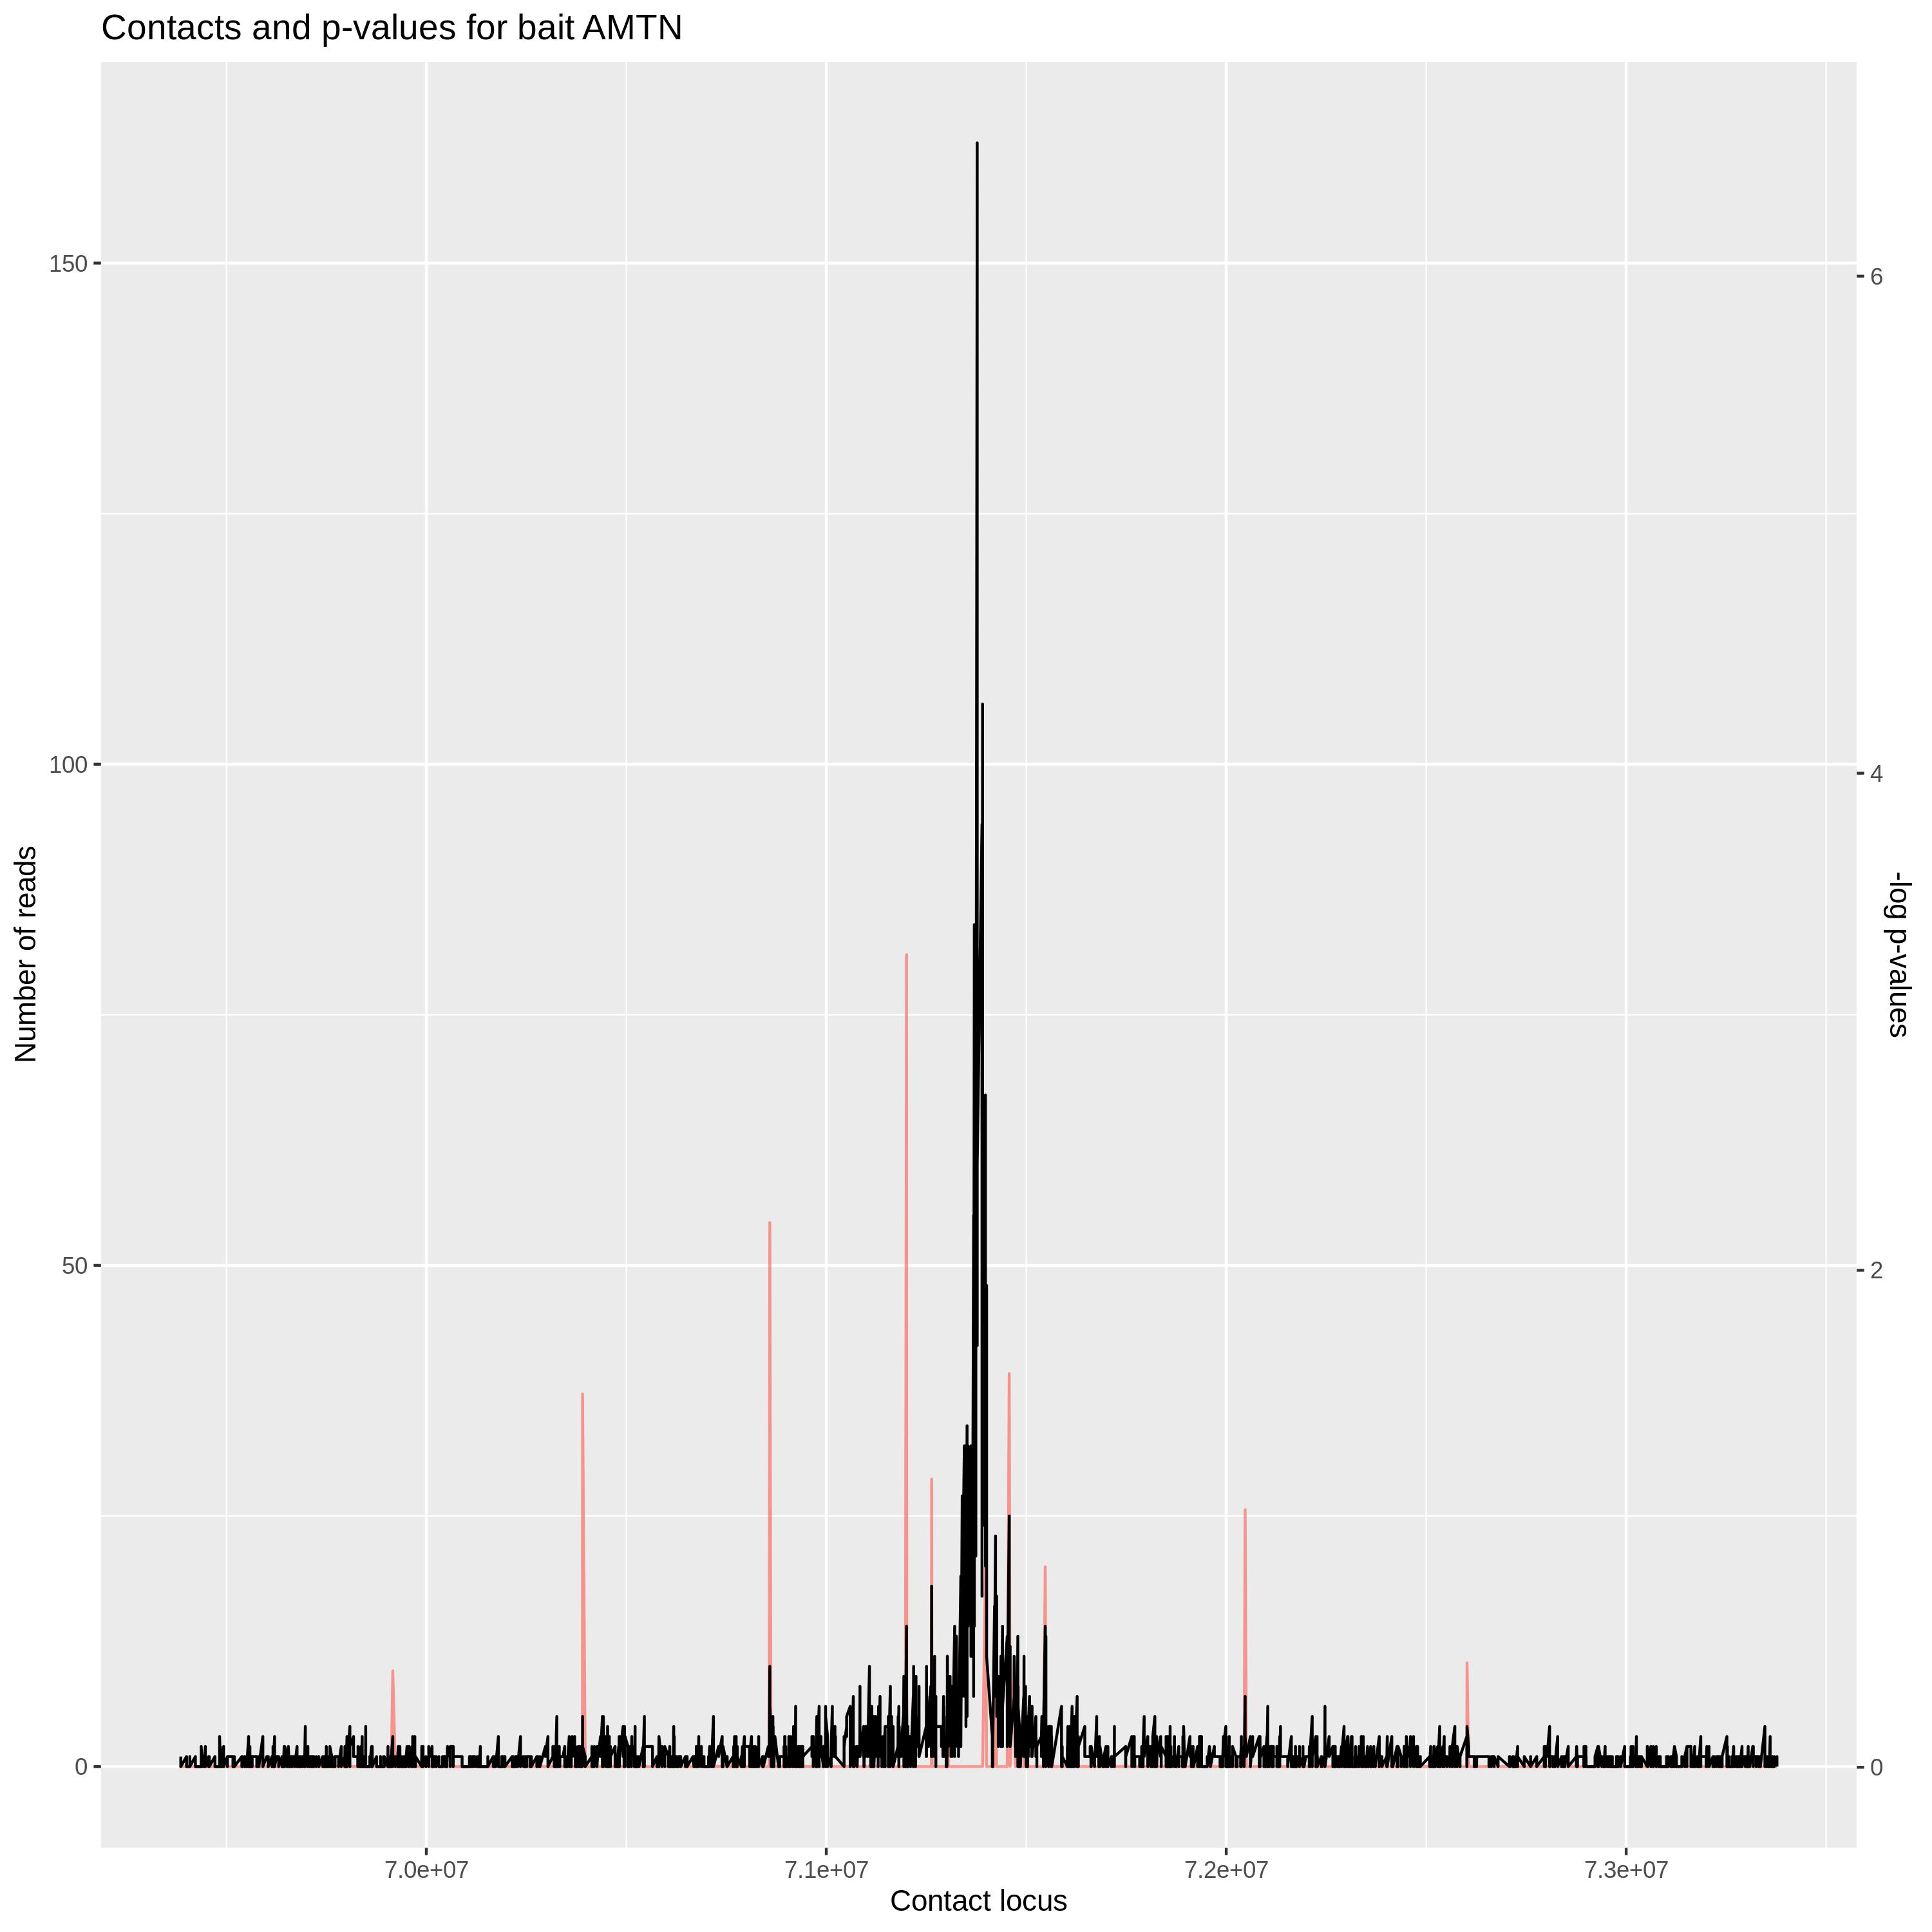 Contacts and p-values for bait AMTN
150
100
50
0
Number of reads
6
4
2
0
-log p-values
7.0e+07
7.1e+07
7.2e+07
7.3e+07
Contact locus